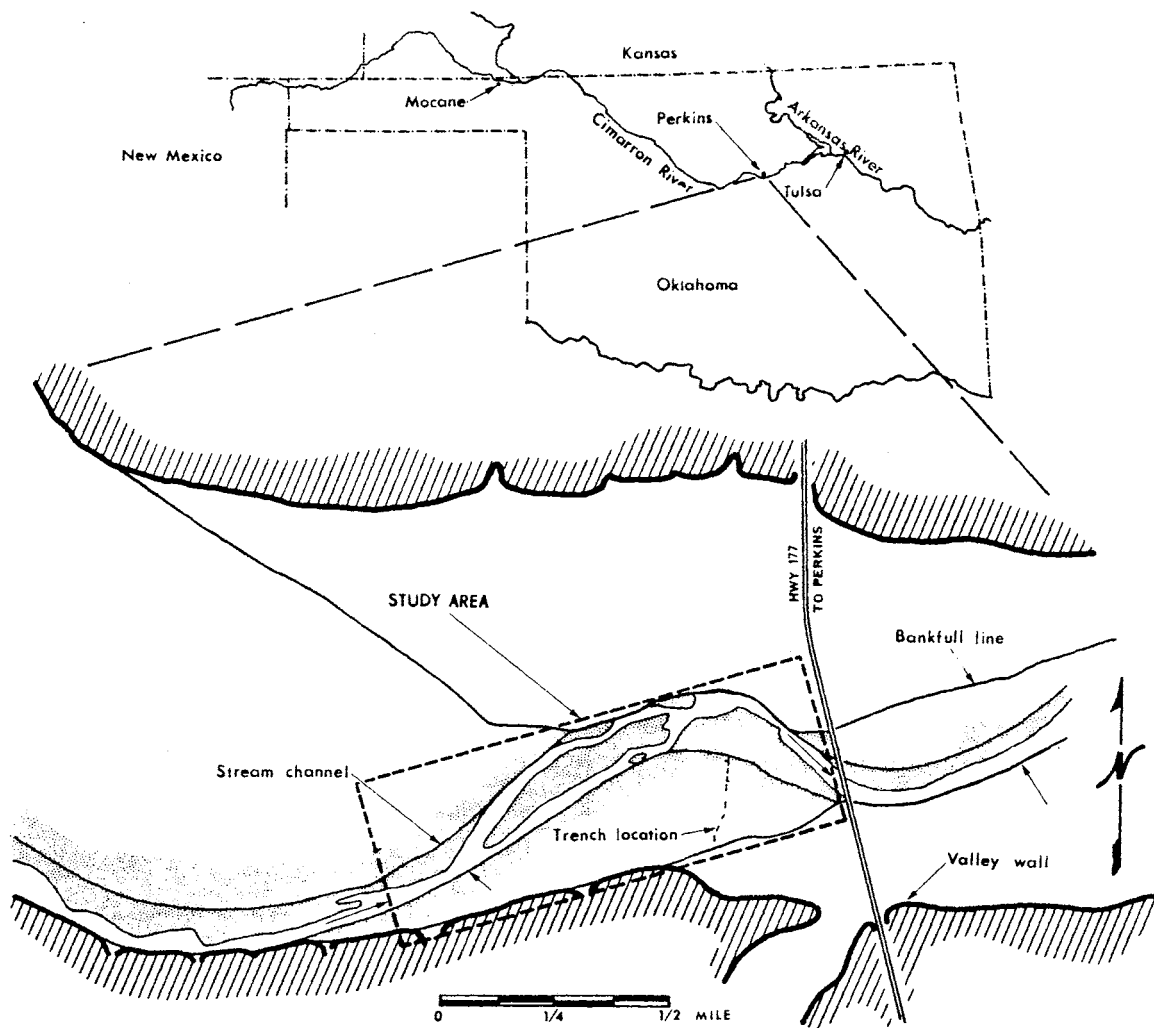 Kansas
Mocane
Perkins
Arkansas River
Cimarron River
New Mexico
Tulsa
Oklahoma
HWY 177
TO PERKINS
STUDY AREA
Bankfull line
Stream channel
N
Trench location
Valley wall
0 1/4 1/2 MILE